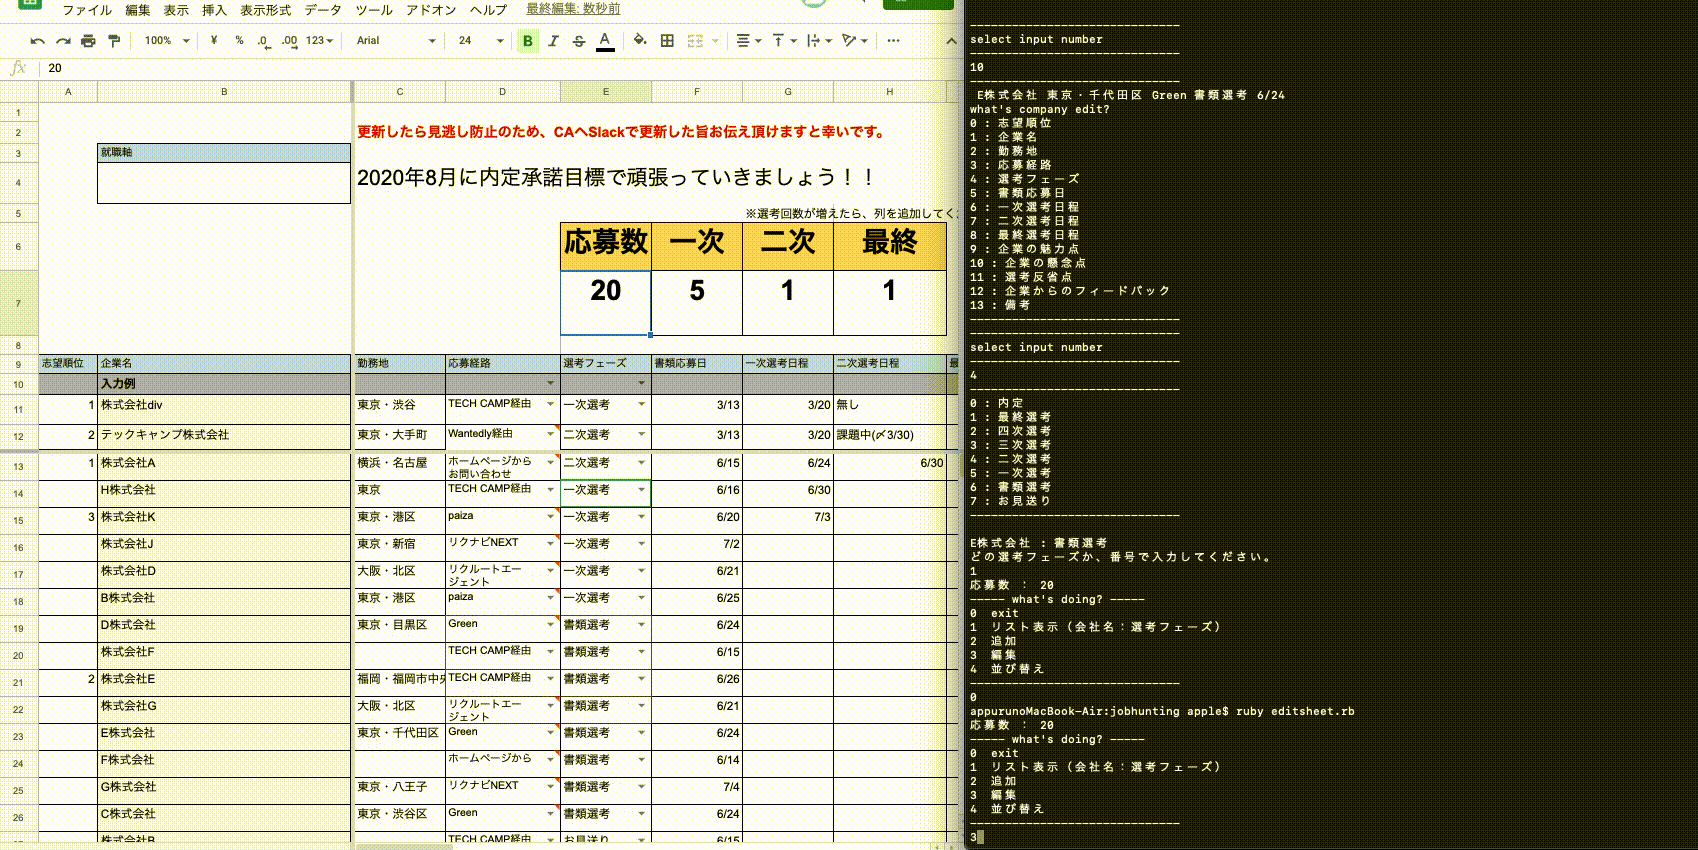 ファイル 編集 表示 挿入 表示形式 データ ツール アドオン ヘルプ 最終編集: 数秒前
100% ¥ % .0 .00 123 Arial 24 B I S A
fx 20
A B C D E F G H
1
2 更新したら見逃し防止のため、CAへSlackで更新した旨お伝え頂けますと幸いです。
3 就職軸
4 2020年8月に内定承諾目標で頑張っていきましょう！！
5 ※選考回数が増えたら、列を追加してく
6 応募数 一次 二次 最終
7 20 5 1 1
8
9 志望順位 企業名 勤務地 応募経路 選考フェーズ 書類応募日 一次選考日程 二次選考日程 最
10 入力例
11 1 株式会社div 東京・渋谷 TECH CAMP経由 一次選考 3/13 3/20 無し
12 2 テックキャンプ株式会社 東京・大手町 Wantedly経由 二次選考 3/13 3/20 課題中(〆3/30)
13 1 株式会社A 横浜・名古屋 ホームページからお問い合わせ 二次選考 6/15 6/24 6/30
14 H株式会社 東京 TECH CAMP経由 一次選考 6/16 6/30
15 3 株式会社K 東京・港区 paiza 一次選考 6/20 7/3
16 株式会社J 東京・新宿 リクナビNEXT 一次選考 7/2
17 株式会社D 大阪・北区 リクルートエージェント 一次選考 6/21
18 B株式会社 東京・港区 paiza 一次選考 6/25
19 D株式会社 東京・目黒区 Green 書類選考 6/24
20 株式会社F TECH CAMP経由 書類選考 6/15
21 2 株式会社E 福岡・福岡市中央 TECH CAMP経由 書類選考 6/26
22 株式会社G 大阪・北区 リクルートエージェント 書類選考 6/21
23 E株式会社 東京・千代田区 Green 書類選考 6/24
24 F株式会社 ホームページから 書類選考 6/14
25 G株式会社 東京・八王子 リクナビNEXT 書類選考 7/4
26 C株式会社 東京・渋谷区 Green 書類選考 6/24
株式会社B TECH CAMP経由 お見送り 6/15
------------------------------
select input number
------------------------------
10
------------------------------
E株式会社 東京・千代田区 Green 書類選考 6/24
what's company edit?
0 : 志望順位
1 : 企業名
2 : 勤務地
3 : 応募経路
4 : 選考フェーズ
5 : 書類応募日
6 : 一次選考日程
7 : 二次選考日程
8 : 最終選考日程
9 : 企業の魅力点
10 : 企業の懸念点
11 : 選考反省点
12 : 企業からのフィードバック
13 : 備考
------------------------------
------------------------------
select input number
------------------------------
4
------------------------------
0 : 内定
1 : 最終選考
2 : 四次選考
3 : 三次選考
4 : 二次選考
5 : 一次選考
6 : 書類選考
7 : お見送り
------------------------------
E株式会社 : 書類選考
どの選考フェーズか、番号で入力してください。
1
応募数 : 20
----- what's doing? -----
0 exit
1 リスト表示（会社名：選考フェーズ）
2 追加
3 編集
4 並び替え
------------------------------
0
appurunoMacBook-Air:jobhunting apple$ ruby editsheet.rb
応募数 : 20
----- what's doing? -----
0 exit
1 リスト表示（会社名：選考フェーズ）
2 追加
3 編集
4 並び替え
------------------------------
3